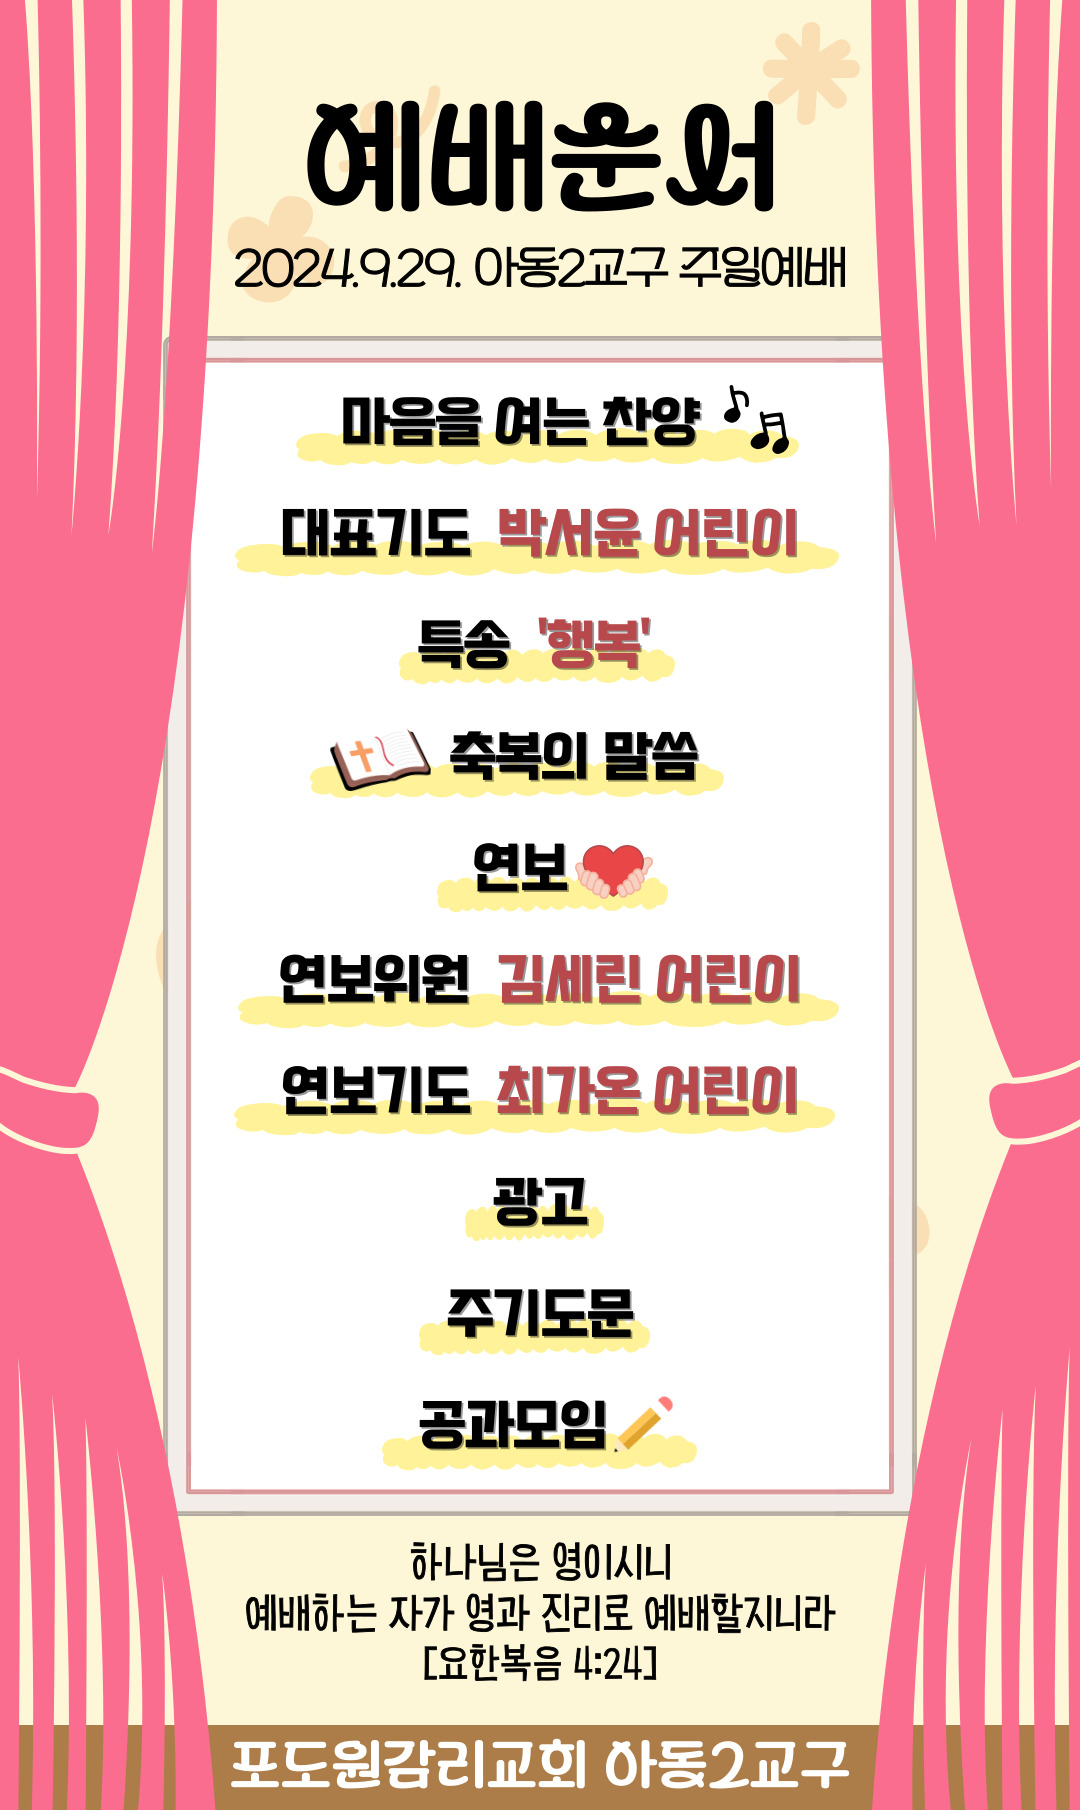 예배순서
2024.9.29. 아동2교구 주일예배
마음을 여는 찬양
대표기도 박서윤 어린이
특송 '행복'
축복의 말씀
연보
연보위원 김세린 어린이
연보기도 최가온 어린이
광고
주기도문
공과모임
하나님은 영이시니
예배하는 자가 영과 진리로 예배할지니라
[요한복음 4:24]
포도원감리교회 아동2교구